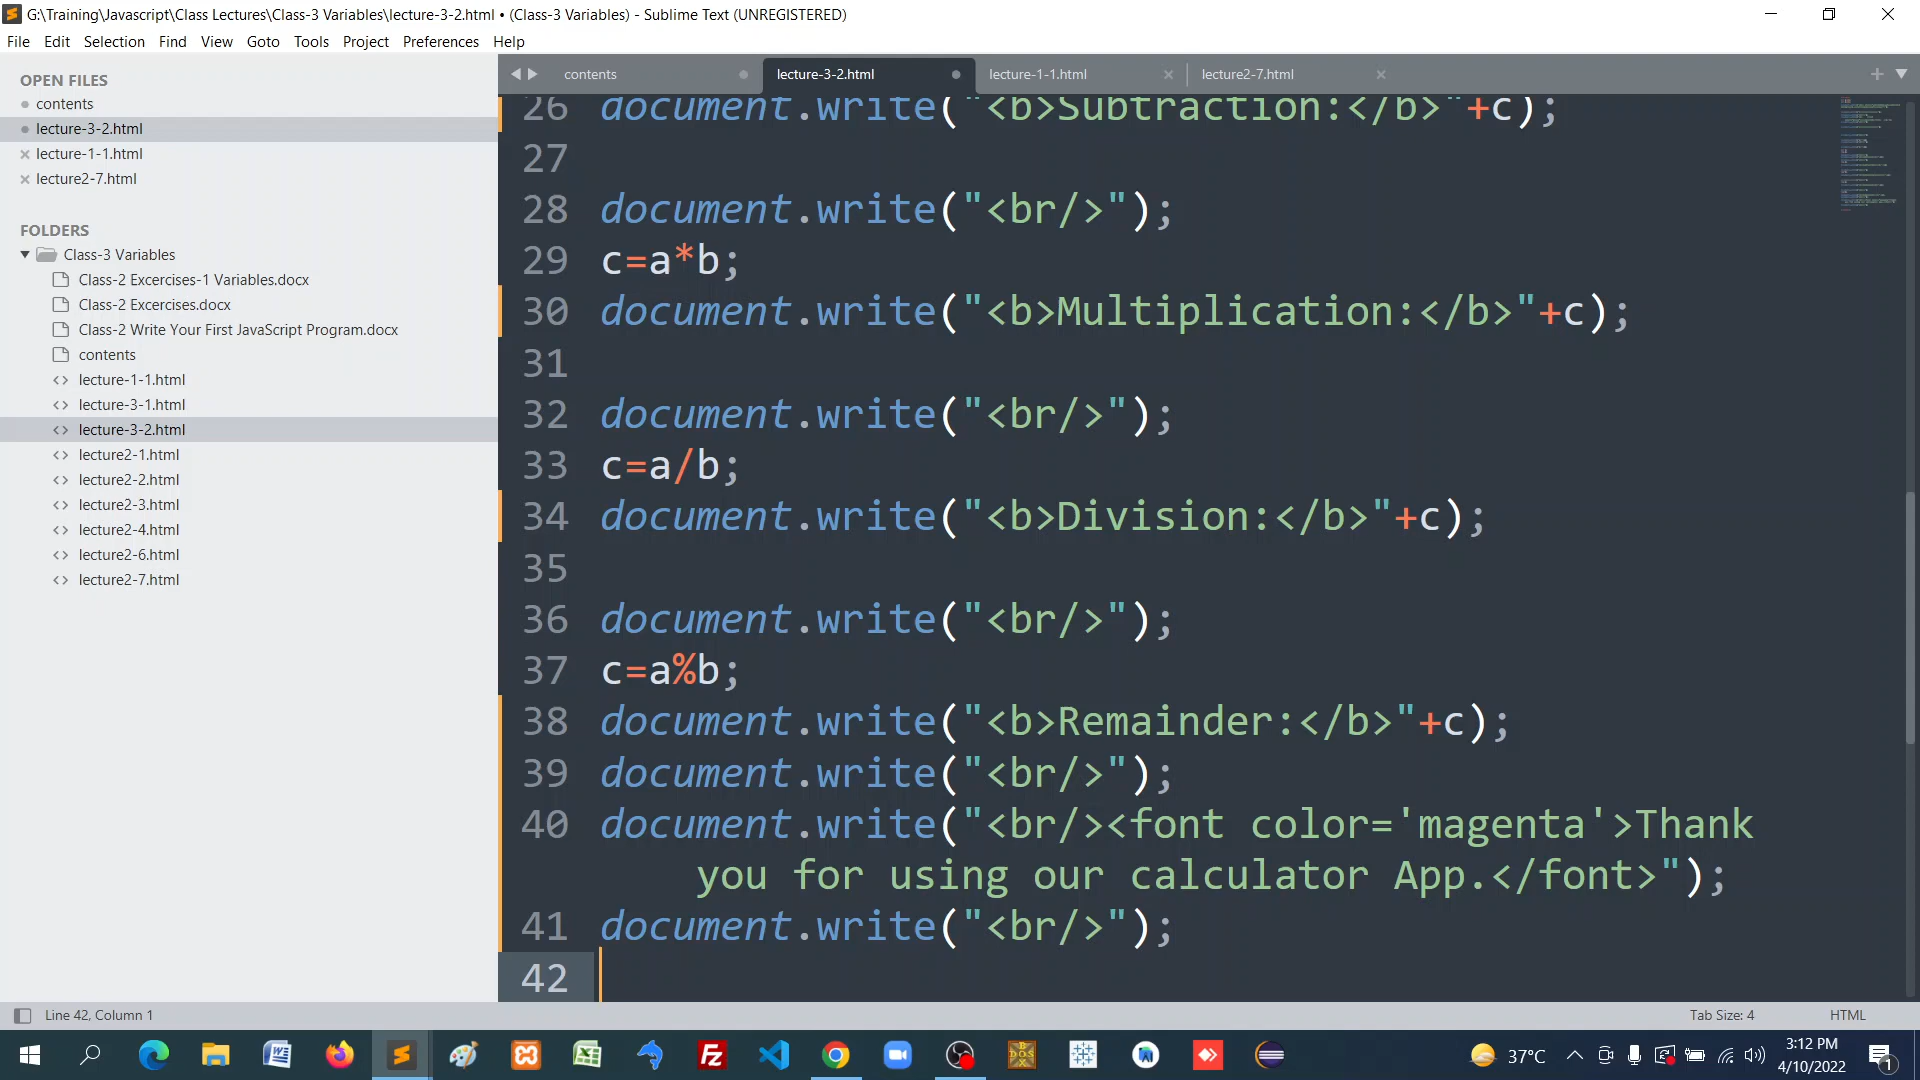 G:\Training\Javascript\Class Lectures\Class-3 Variables\lecture-3-2.html • (Class-3 Variables) - Sublime Text (UNREGISTERED)
File Edit Selection Find View Goto Tools Project Preferences Help
OPEN FILES
contents
lecture-3-2.html
lecture-1-1.html
lecture2-7.html
FOLDERS
Class-3 Variables
Class-2 Excercises-1 Variables.docx
Class-2 Excercises.docx
Class-2 Write Your First JavaScript Program.docx
contents
lecture-1-1.html
lecture-3-1.html
lecture-3-2.html
lecture2-1.html
lecture2-2.html
lecture2-3.html
lecture2-4.html
lecture2-6.html
lecture2-7.html
contents lecture-3-2.html lecture-1-1.html lecture2-7.html
26 document.write("<b>Subtraction:</b>"+c);
27
28 document.write("<br/>");
29 c=a*b;
30 document.write("<b>Multiplication:</b>"+c);
31
32 document.write("<br/>");
33 c=a/b;
34 document.write("<b>Division:</b>"+c);
35
36 document.write("<br/>");
37 c=a%b;
38 document.write("<b>Remainder:</b>"+c);
39 document.write("<br/>");
40 document.write("<br/><font color='magenta'>Thank
you for using our calculator App.</font>");
41 document.write("<br/>");
42
Line 42, Column 1 Tab Size: 4 HTML
37°C 3:12 PM
4/10/2022 1